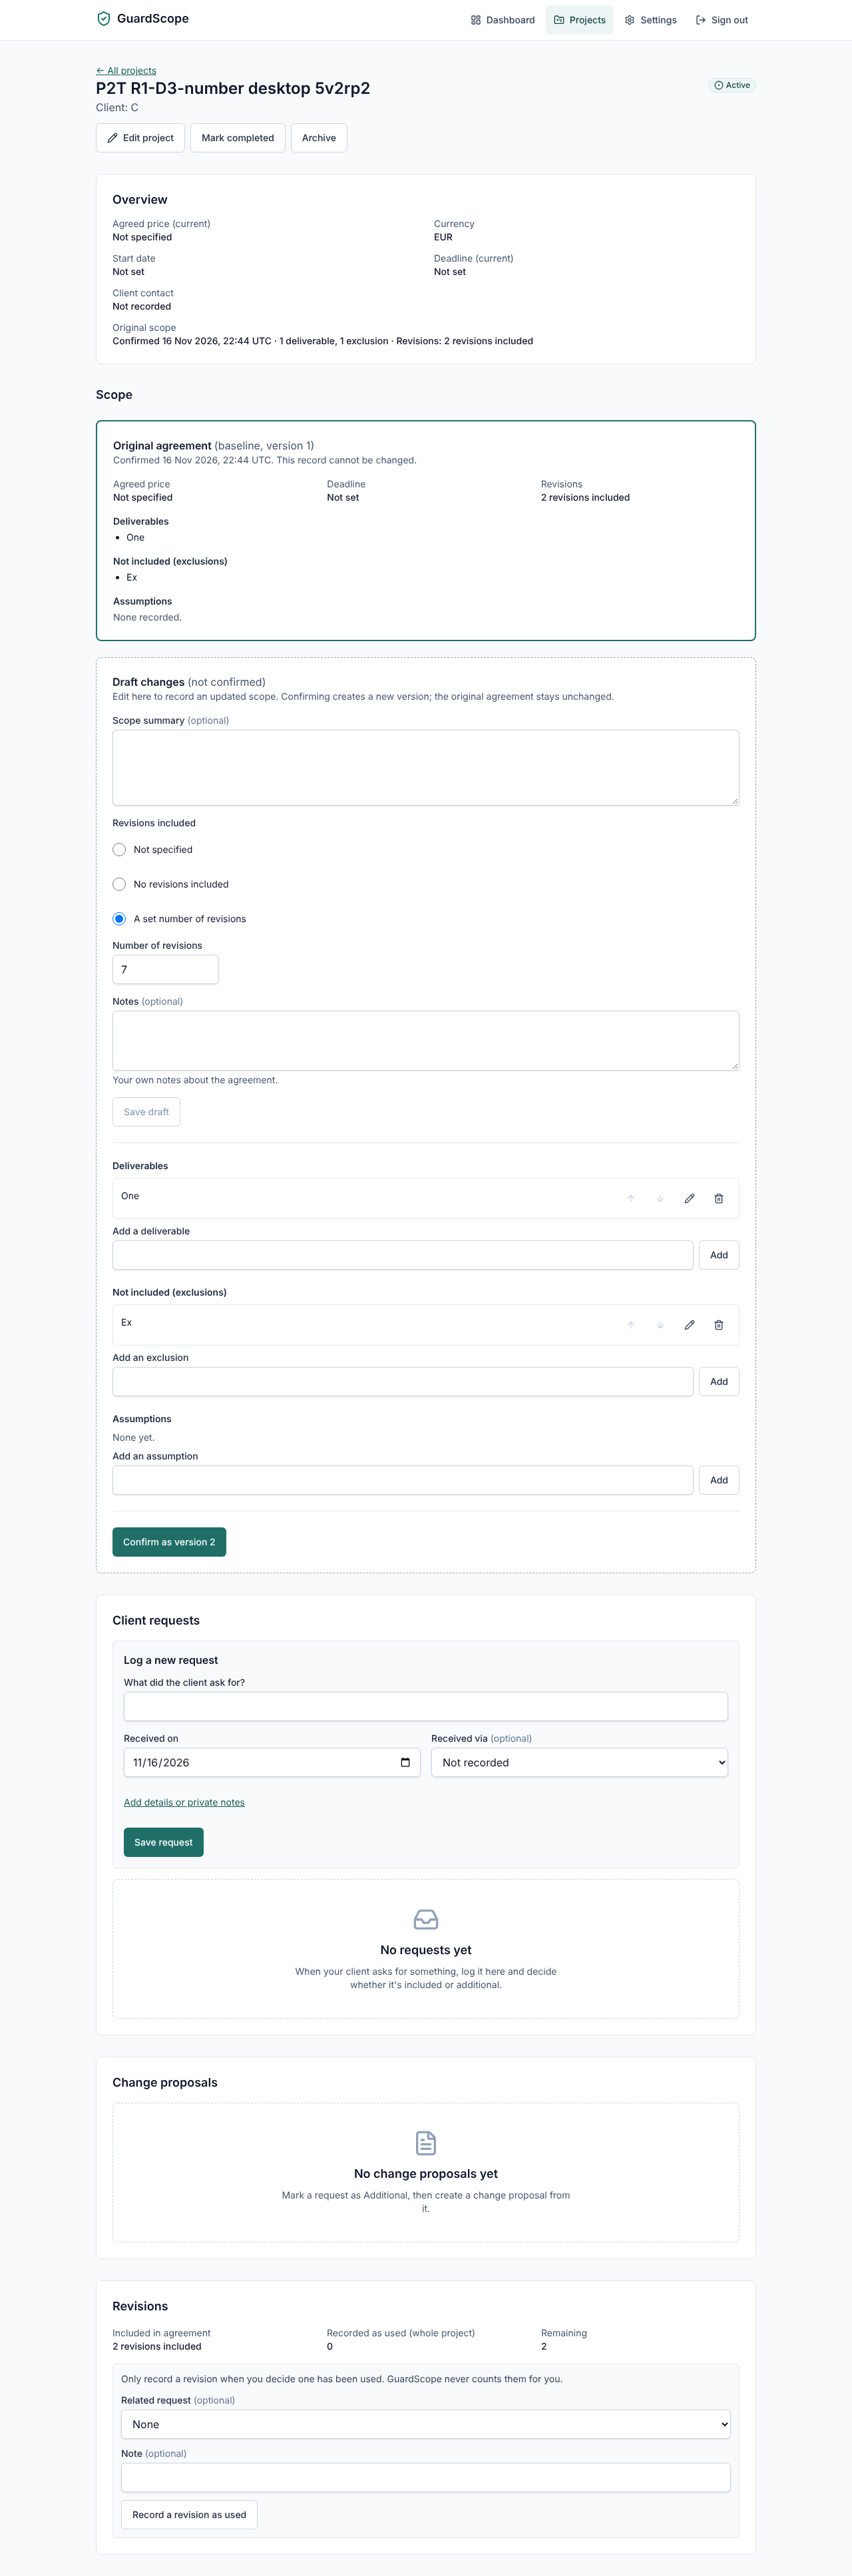 GuardScope
Dashboard
Projects
Settings
Sign out
← All projects
P2T R1-D3-number desktop 5v2rp2
Active
Client: C
Edit project
Mark completed
Archive
Overview
Agreed price (current)
Not specified
Currency
EUR
Start date
Not set
Deadline (current)
Not set
Client contact
Not recorded
Original scope
Confirmed 16 Nov 2026, 22:44 UTC · 1 deliverable, 1 exclusion · Revisions: 2 revisions included
Scope
Original agreement (baseline, version 1)
Confirmed 16 Nov 2026, 22:44 UTC. This record cannot be changed.
Agreed price
Not specified
Deadline
Not set
Revisions
2 revisions included
Deliverables
• One
Not included (exclusions)
• Ex
Assumptions
None recorded.
Draft changes (not confirmed)
Edit here to record an updated scope. Confirming creates a new version; the original agreement stays unchanged.
Scope summary (optional)
Revisions included
Not specified
No revisions included
A set number of revisions
Number of revisions
7
Notes (optional)
Your own notes about the agreement.
Save draft
Deliverables
One
Add a deliverable
Add
Not included (exclusions)
Ex
Add an exclusion
Add
Assumptions
None yet.
Add an assumption
Add
Confirm as version 2
Client requests
Log a new request
What did the client ask for?
Received on
11/16/2026
Received via (optional)
Not recorded
Add details or private notes
Save request
No requests yet
When your client asks for something, log it here and decide
whether it's included or additional.
Change proposals
No change proposals yet
Mark a request as Additional, then create a change proposal from
it.
Revisions
Included in agreement
2 revisions included
Recorded as used (whole project)
0
Remaining
2
Only record a revision when you decide one has been used. GuardScope never counts them for you.
Related request (optional)
None
Note (optional)
Record a revision as used